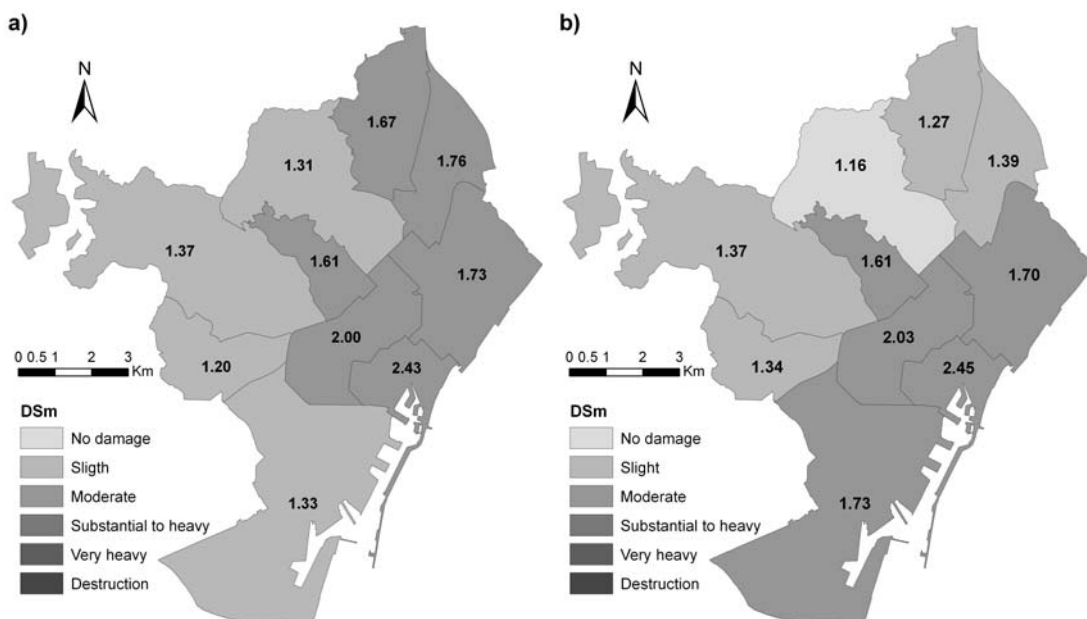 a)
N
1.67
1.31
1.76
1.37
1.61
1.73
2.00
1.20
2.43
1.33
0 0.5 1 2 3
Km
DSm
No damage
Sligth
Moderate
Substantial to heavy
Very heavy
Destruction
b)
N
1.27
1.16
1.39
1.37
1.61
1.70
2.03
1.34
2.45
1.73
0 0.5 1 2 3
Km
DSm
No damage
Slight
Moderate
Substantial to heavy
Very heavy
Destruction